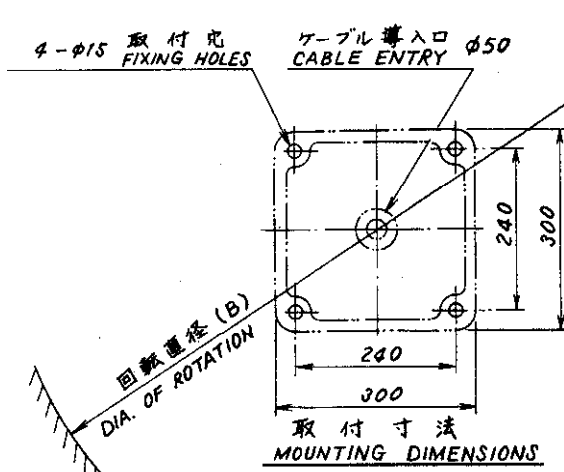 4-φ15 取付穴
FIXING HOLES
ケーブル導入口 φ50
CABLE ENTRY
240
300
回転直径(B)
DIA. OF ROTATION
240
300
取付寸法
MOUNTING DIMENSIONS